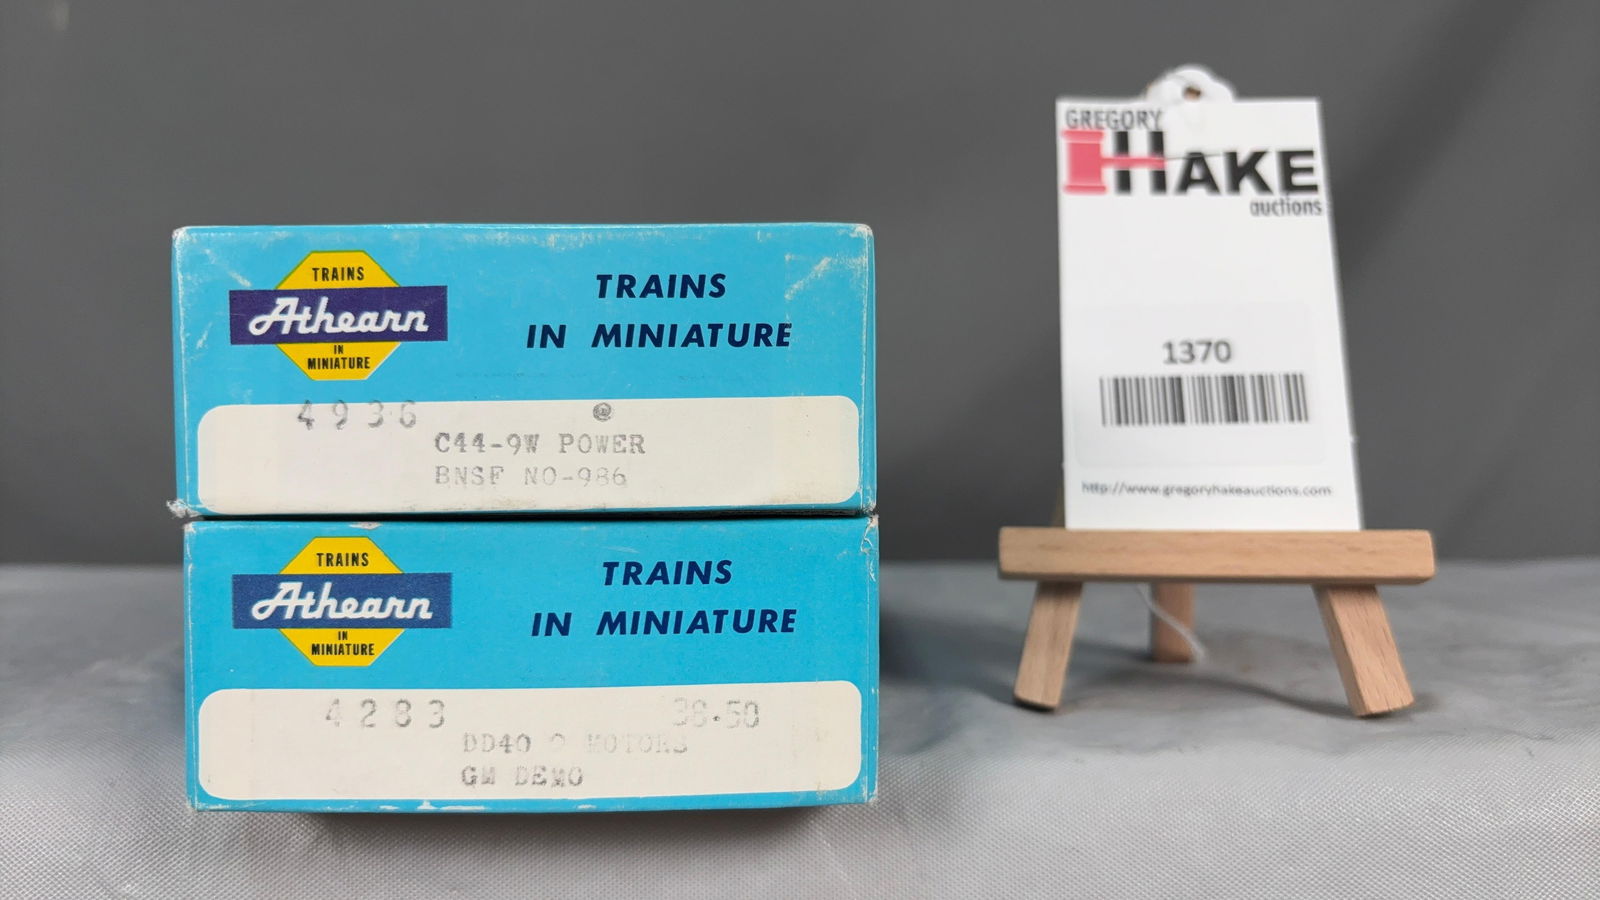 TRAINS
Athearn
IN
MINIATURE
TRAINS
IN MINIATURE
4936 @
C44-9W POWER
BNSF NO-986
TRAINS
Athearn
IN
MINIATURE
TRAINS
IN MINIATURE
4283 38.50
DD40 2 MOTORS
GM DEMO
GREGORY
HAKE
auctions
1370
http://www.gregoryhakeauctions.com